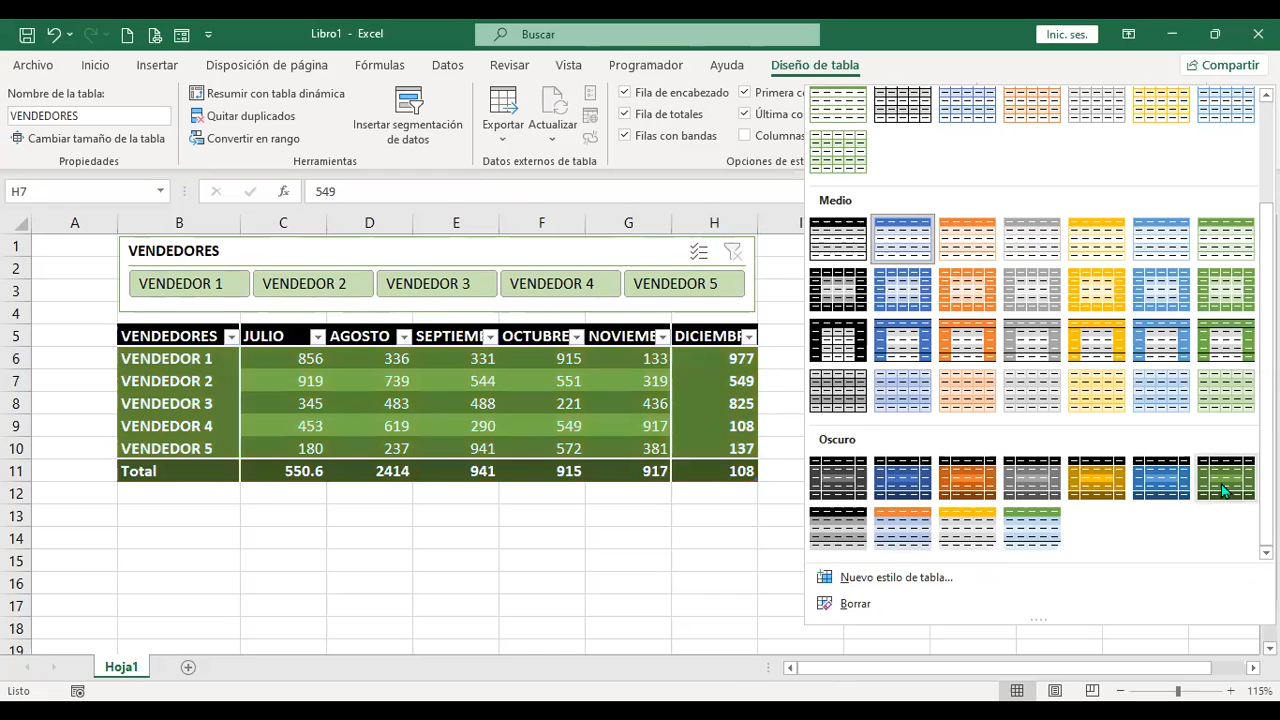 Libro1 - Excel
Buscar
Inic. ses.
Archivo Inicio Insertar Disposición de página Fórmulas Datos Revisar Vista Programador Ayuda Diseño de tabla Compartir
Nombre de la tabla:
VENDEDORES
Cambiar tamaño de la tabla
Propiedades
Resumir con tabla dinámica
Quitar duplicados
Convertir en rango
Insertar segmentación
de datos
Herramientas
Exportar Actualizar
Datos externos de tabla
Fila de encabezado
Fila de totales
Filas con bandas
Primera co
Última co
Columnas
Opciones de est
H7
549
A B C D E F G H I
1 VENDEDORES
2
3 VENDEDOR 1 VENDEDOR 2 VENDEDOR 3 VENDEDOR 4 VENDEDOR 5
4
5 VENDEDORES JULIO AGOSTO SEPTIEM OCTUBRE NOVIEME DICIEMBR
6 VENDEDOR 1 856 336 331 915 133 977
7 VENDEDOR 2 919 739 544 551 319 549
8 VENDEDOR 3 345 483 488 221 436 825
9 VENDEDOR 4 453 619 290 549 917 108
10 VENDEDOR 5 180 237 941 572 381 137
11 Total 550.6 2414 941 915 917 108
12
13
14
15
16
17
18
19
Medio
Oscuro
Nuevo estilo de tabla...
Borrar
Hoja1
Listo
115%